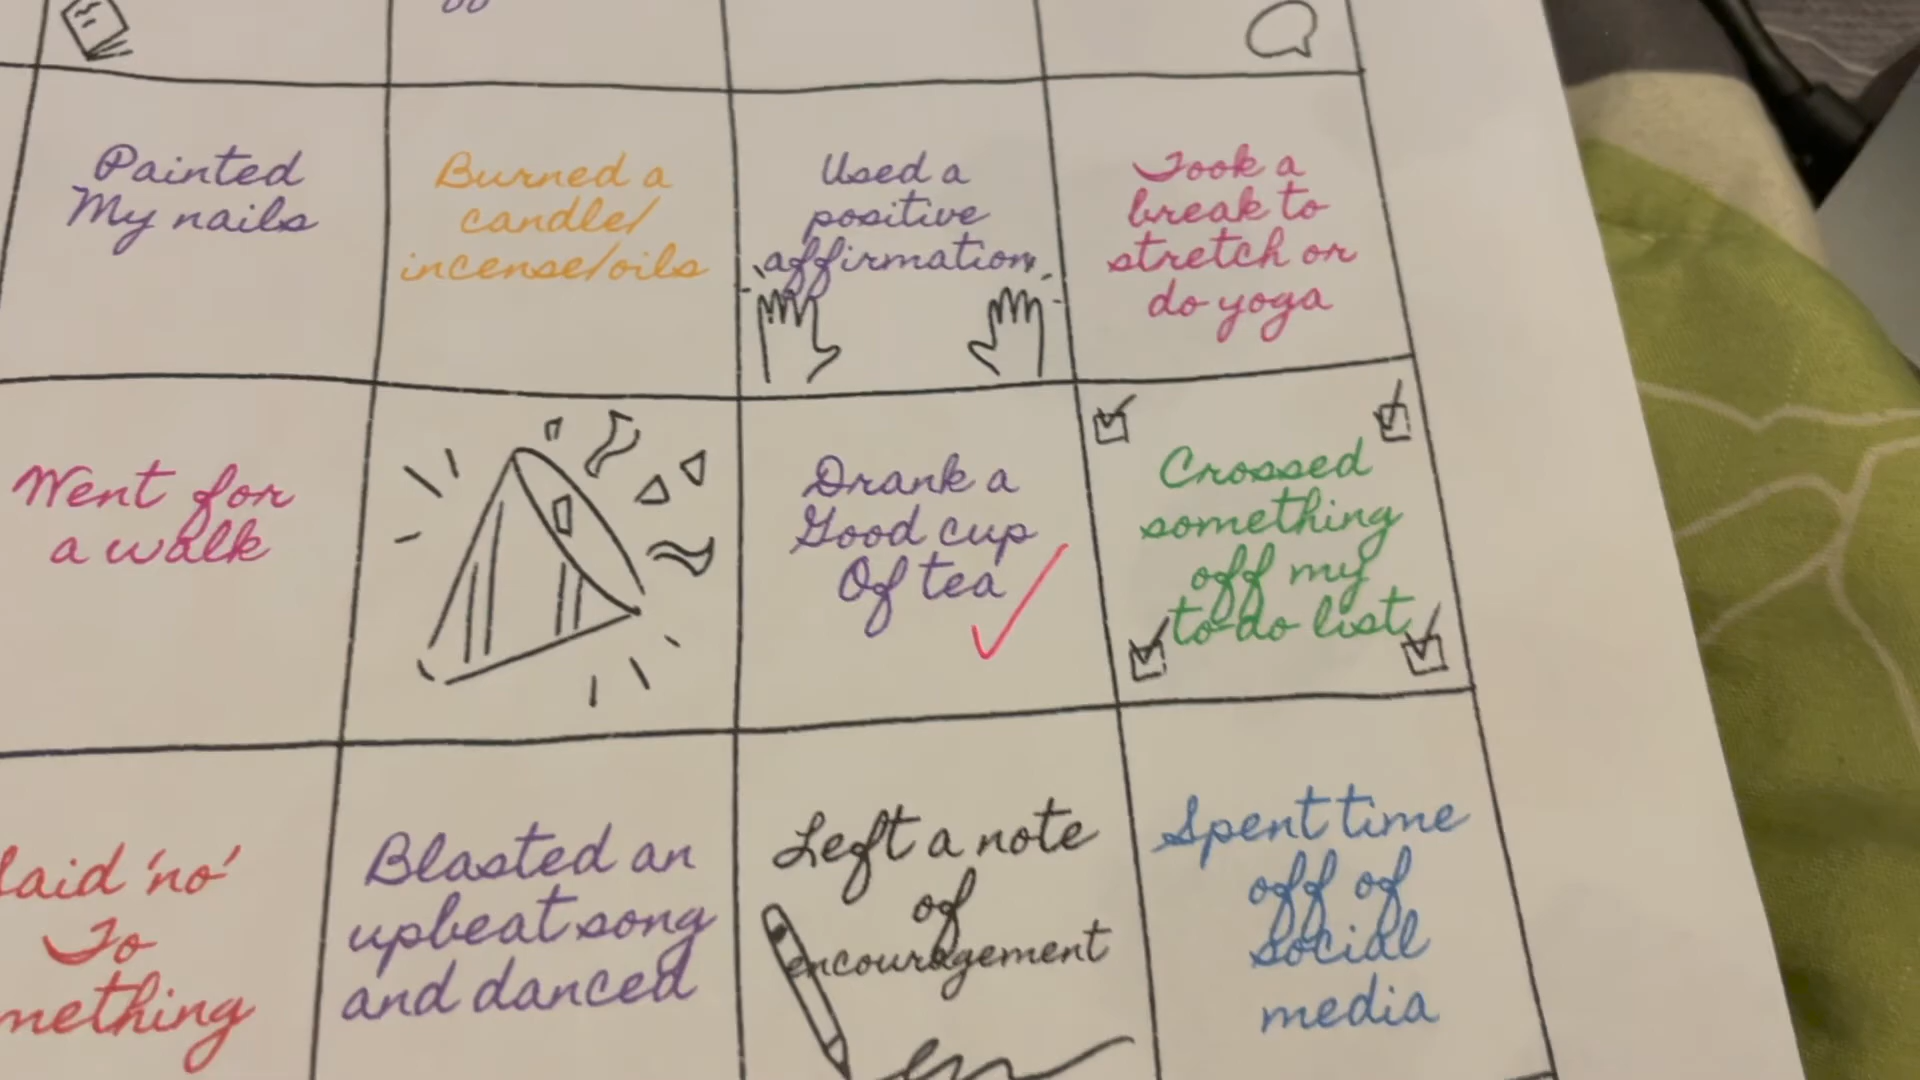 Painted
My nails
Burned a
candle/
incense/oils
Used a
positive
affirmation
Took a
break to
stretch or
do yoga
Went for
a walk
Drank a
Good cup
Of tea
Crossed
something
off my
to-do list
'no'
To
Blasted an
upbeat song
and danced
Left a note
of
encouragement
Spent time
off of
social
media